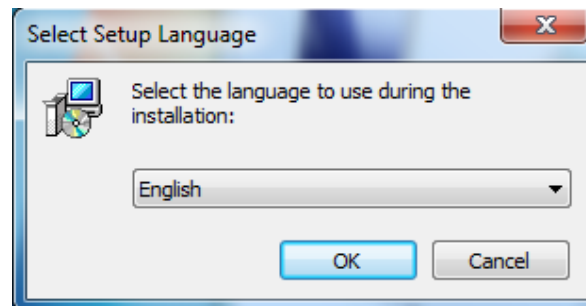 Select Setup Language
Select the language to use during the
installation:
English
OK
Cancel